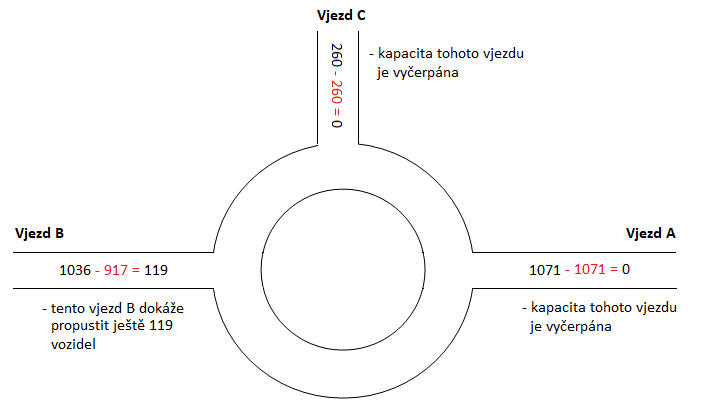 Vjezd C
260 - 260 = 0
- kapacita tohoto vjezdu
je vyčerpána
Vjezd B
1036 - 917 = 119
- tento vjezd B dokáže
propustit ještě 119
vozidel
Vjezd A
1071 - 1071 = 0
- kapacita tohoto vjezdu
je vyčerpána